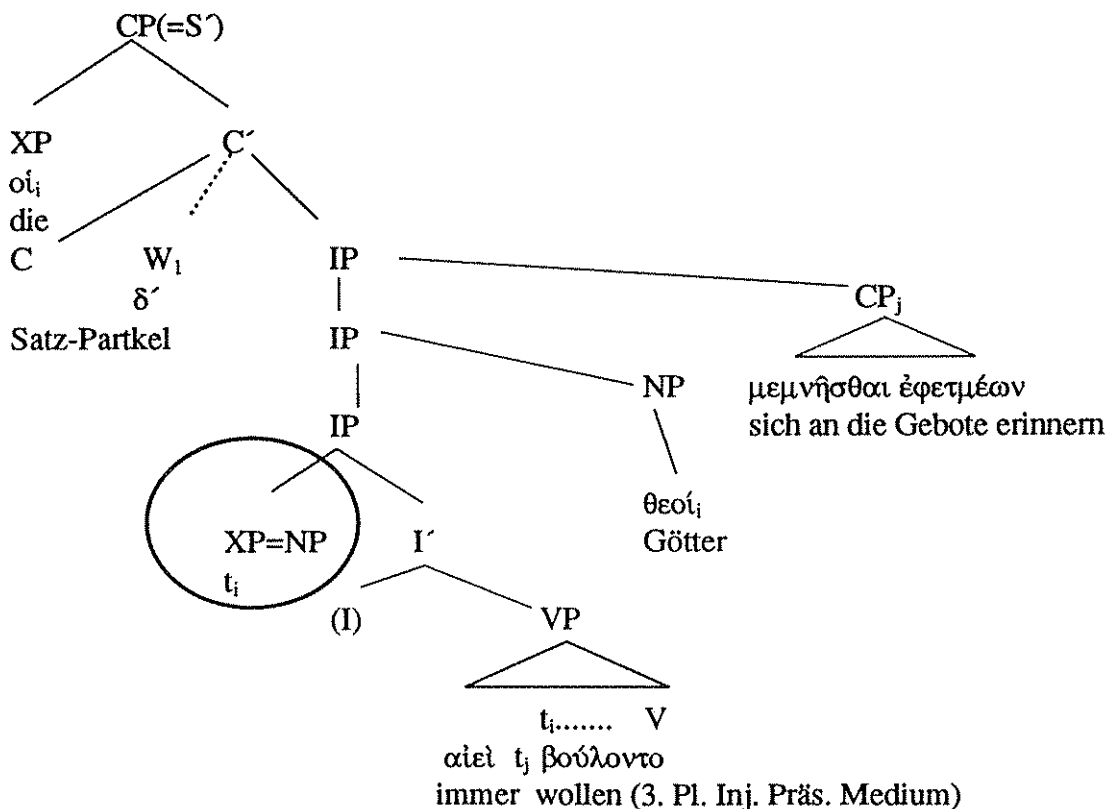 CP(=S´)
XP C´
οἱᵢ
die
C W₁ IP
δ´ CPⱼ
Satz-Partkel IP
NP μεμνῆσθαι ἐφετμέων
IP sich an die Gebote erinnern
θεοίᵢ
XP=NP I´ Götter
tᵢ
(I) VP
tᵢ....... V
αἰεὶ tⱼ βούλοντο
immer wollen (3. Pl. Inj. Präs. Medium)